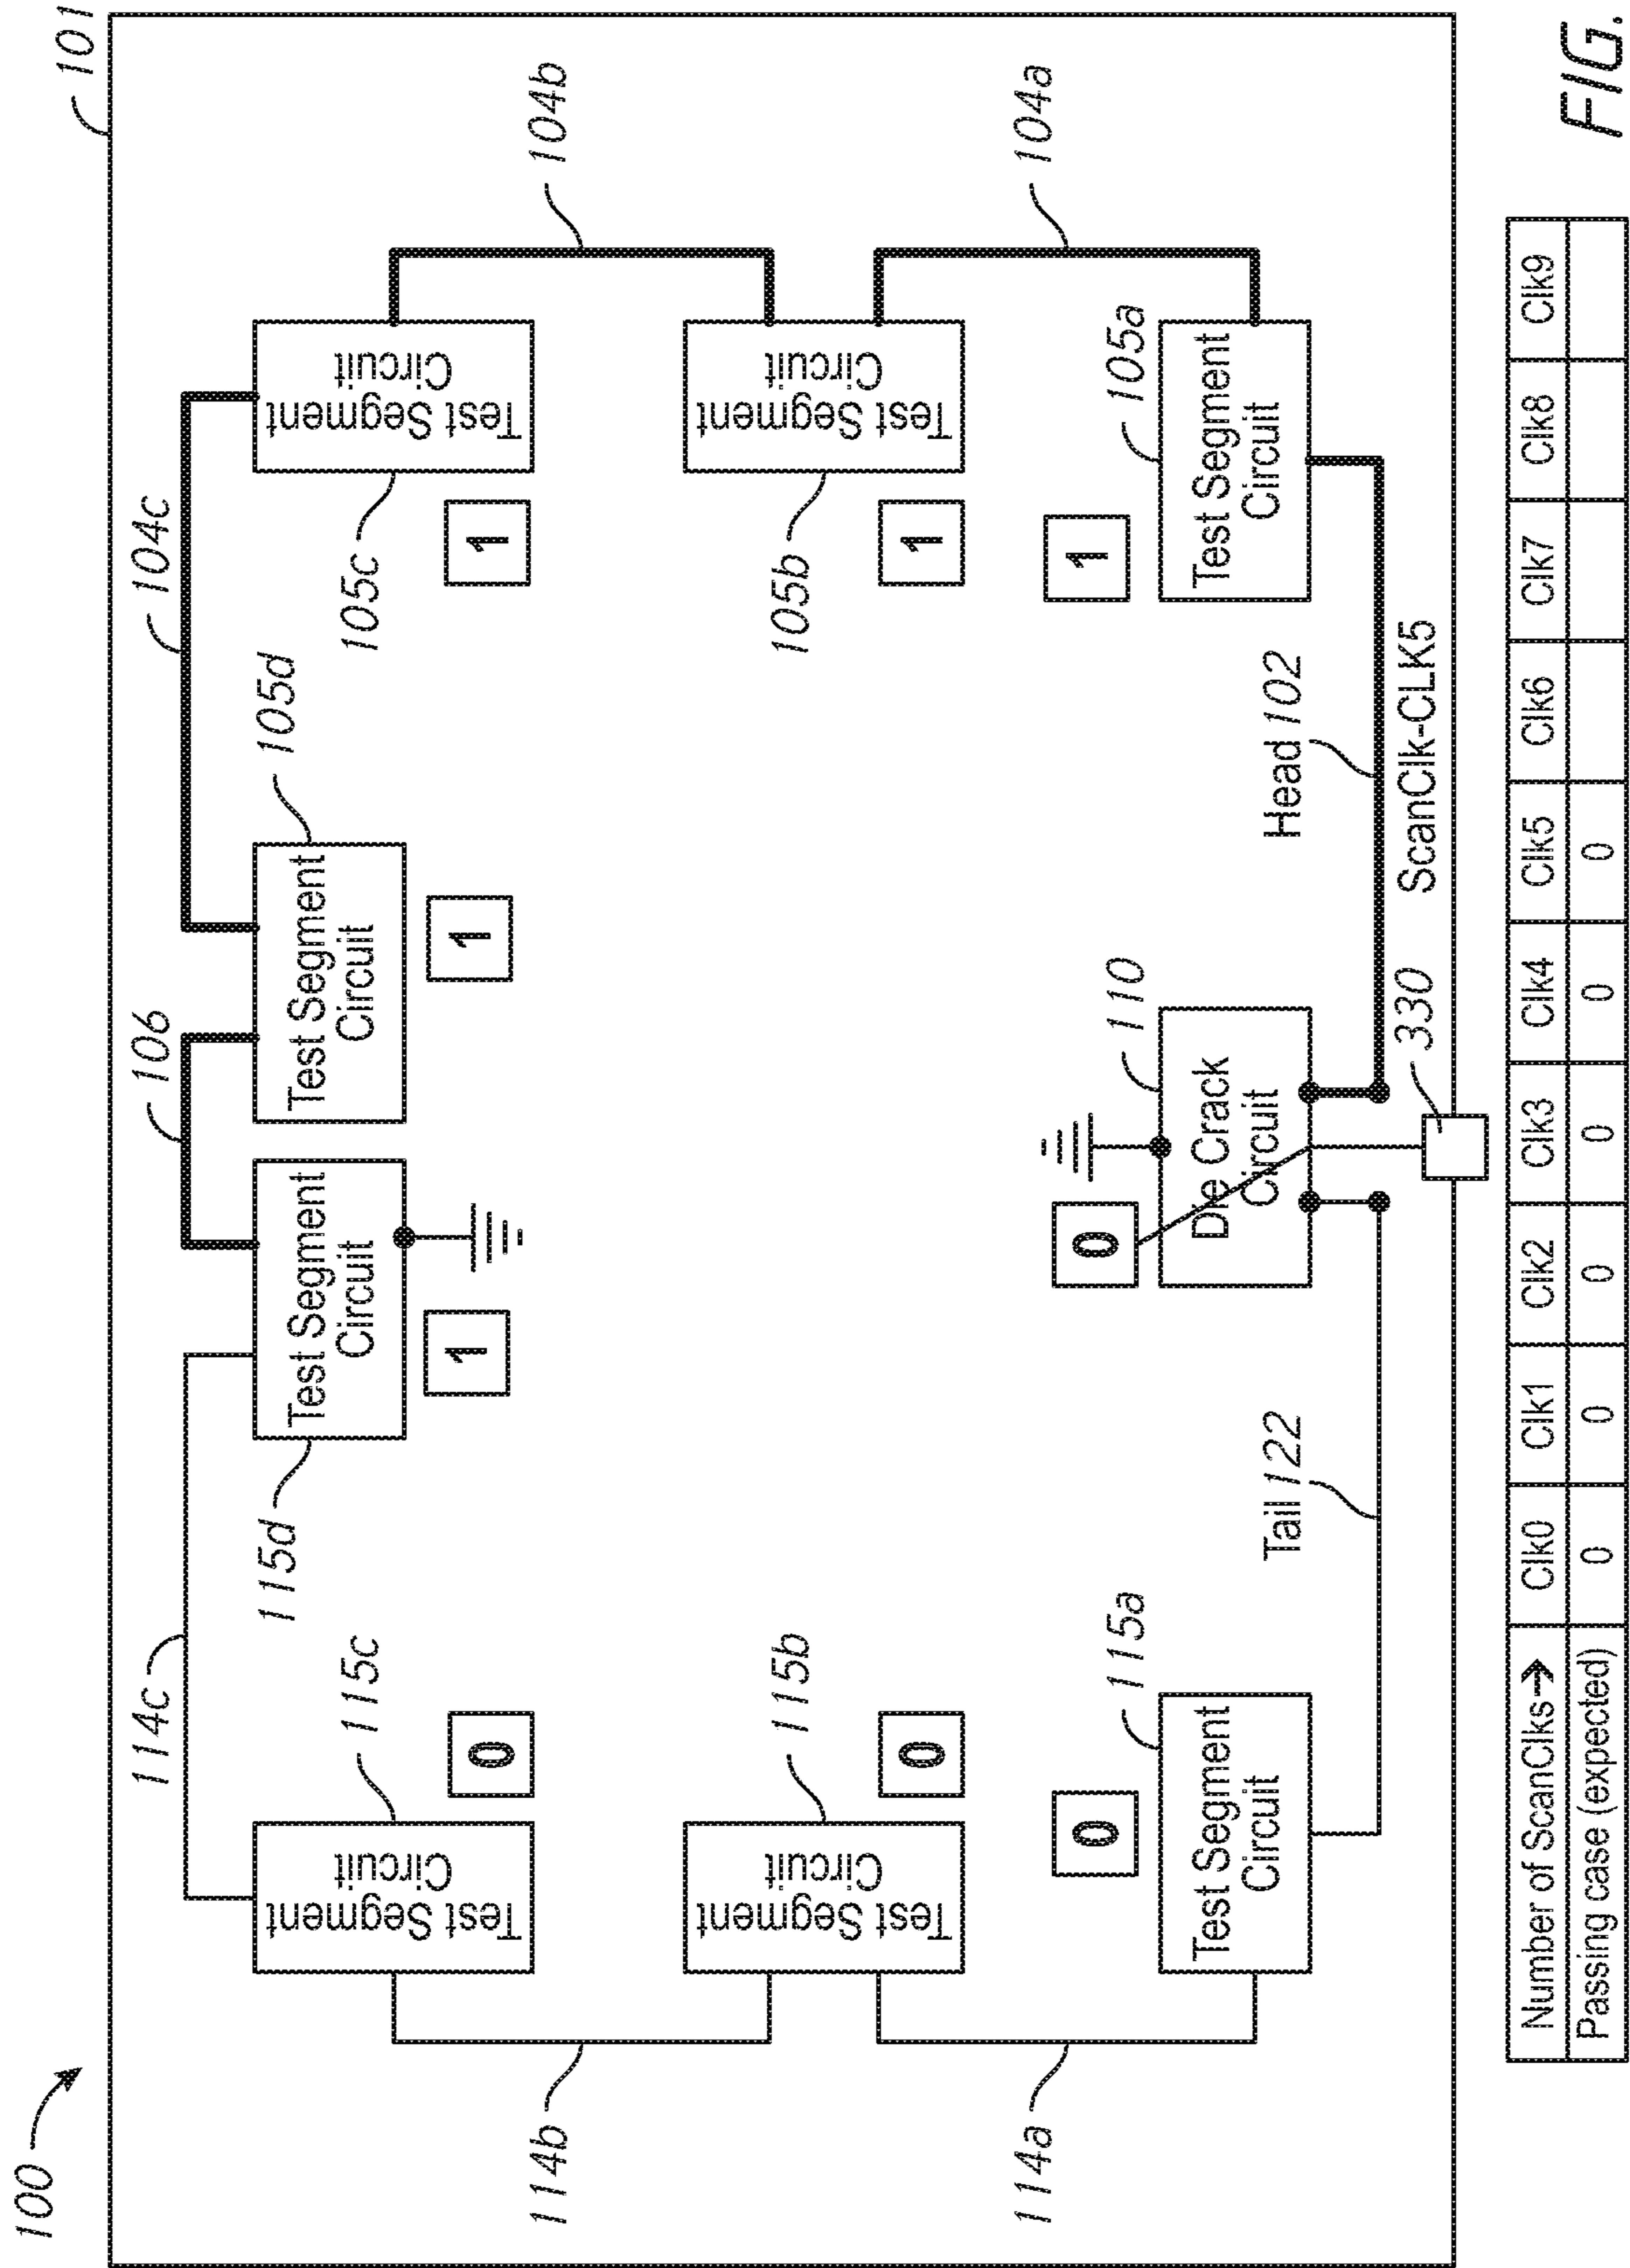 100
101
114c
106
104c
115d
105d
Test Segment
Circuit
Test Segment
Circuit
Test Segment
Circuit
Test Segment
Circuit
115c
105c
0
1
1
1
114b
104b
Test Segment
Circuit
Test Segment
Circuit
115b
105b
0
1
114a
104a
0
0
1
115a
110
105a
Test Segment
Circuit
Die Crack
Circuit
Test Segment
Circuit
Tail 122
Head 102
330
ScanClk-CLK5
Number of ScanClks→ Clk0 Clk1 Clk2 Clk3 Clk4 Clk5 Clk6 Clk7 Clk8 Clk9
Passing case (expected) 0 0 0 0 0 0
FIG.